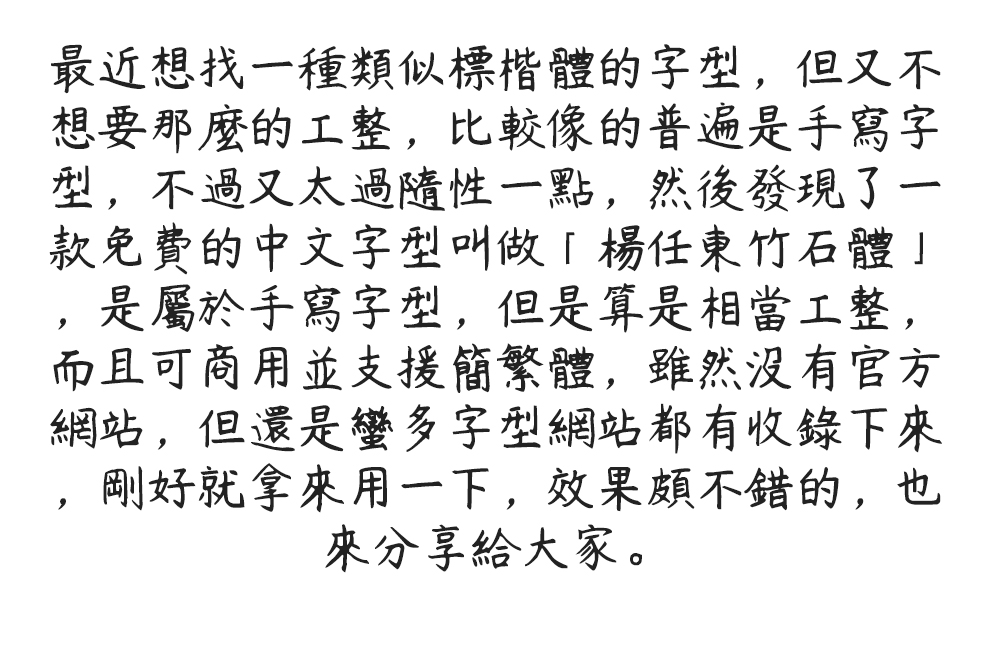 最近想找一種類似標楷體的字型，但又不
想要那麼的工整，比較像的普遍是手寫字
型，不過又太過隨性一點，然後發現了一
款免費的中文字型叫做「楊任東竹石體」
，是屬於手寫字型，但是算是相當工整，
而且可商用並支援簡繁體，雖然沒有官方
網站，但還是蠻多字型網站都有收錄下來
，剛好就拿來用一下，效果頗不錯的，也
來分享給大家。